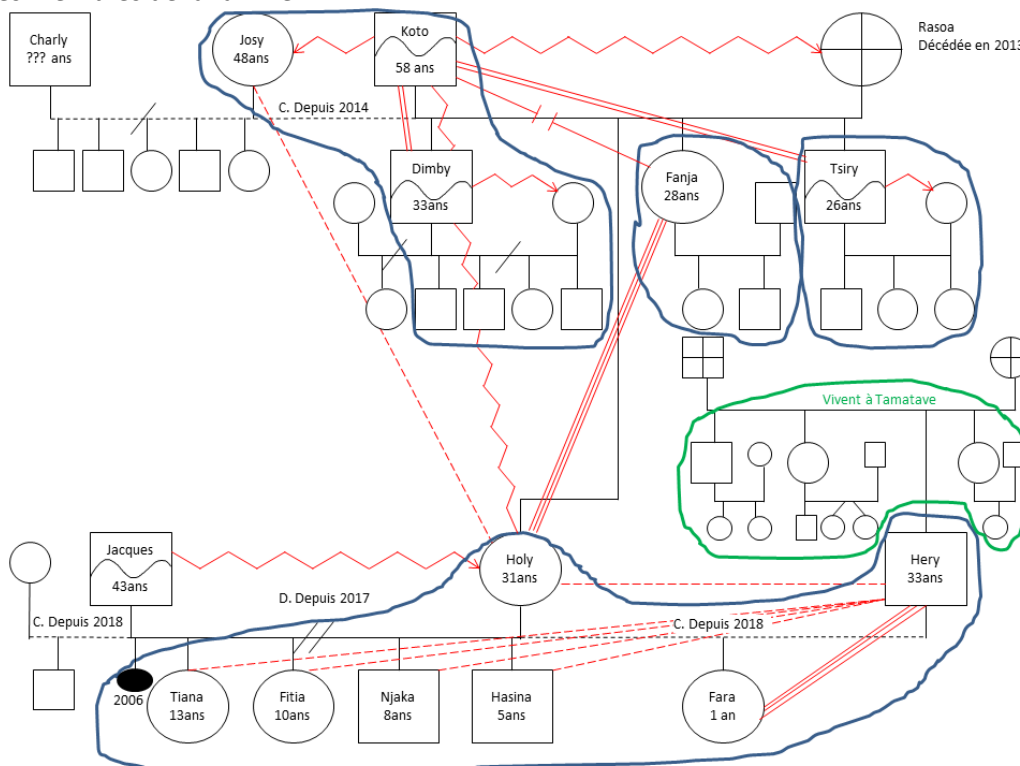 Charly
??? ans
Josy
48ans
Koto
58 ans
Rasoa
Décédée en 2013
C. Depuis 2014
Dimby
33ans
Fanja
28ans
Tsiry
26ans
Vivent à Tamatave
Jacques
43ans
Holy
31ans
Hery
33ans
C. Depuis 2018
D. Depuis 2017
C. Depuis 2018
2006
Tiana
13ans
Fitia
10ans
Njaka
8ans
Hasina
5ans
Fara
1 an